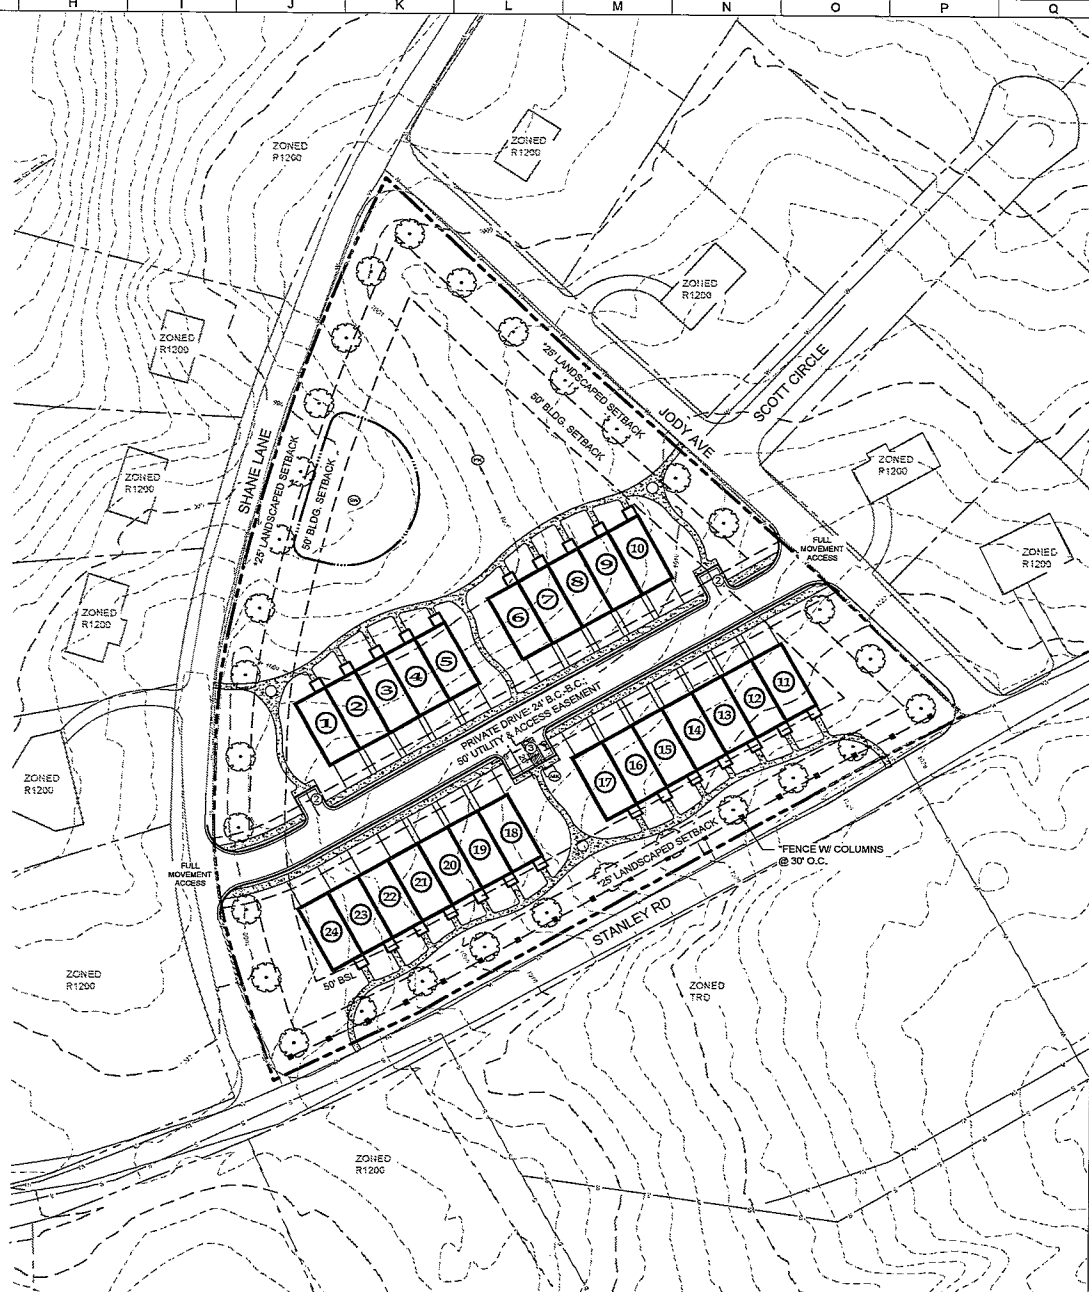 H I J K L M N O P Q
ZONED
R1200
ZONED
R1200
ZONED
R1200
ZONED
R1200
SCOTT CIRCLE
"25' LANDSCAPED SETBACK
50' BLDG. SETBACK
JODY AVE
SHANE LANE
"25' LANDSCAPED SETBACK
50' BLDG. SETBACK
ZONED
R1200
ZONED
R1200
ZONED
R1200
ZONED
R1200
FULL
MOVEMENT
ACCESS
10
9
8
7
6
2
5
4
3
2
1
PRIVATE DRIVE: 24' B.C.-B.C.;
50' UTILITY & ACCESS EASEMENT
11
12
13
14
15
16
17
3
2
ZONED
R1200
18
19
20
21
22
23
24
FULL
MOVEMENT
ACCESS
"FENCE W/ COLUMNS
@ 30' O.C.
"25' LANDSCAPED SETBACK
STANLEY RD
50' BSL
ZONED
R1200
ZONED
TRD
ZONED
R1200